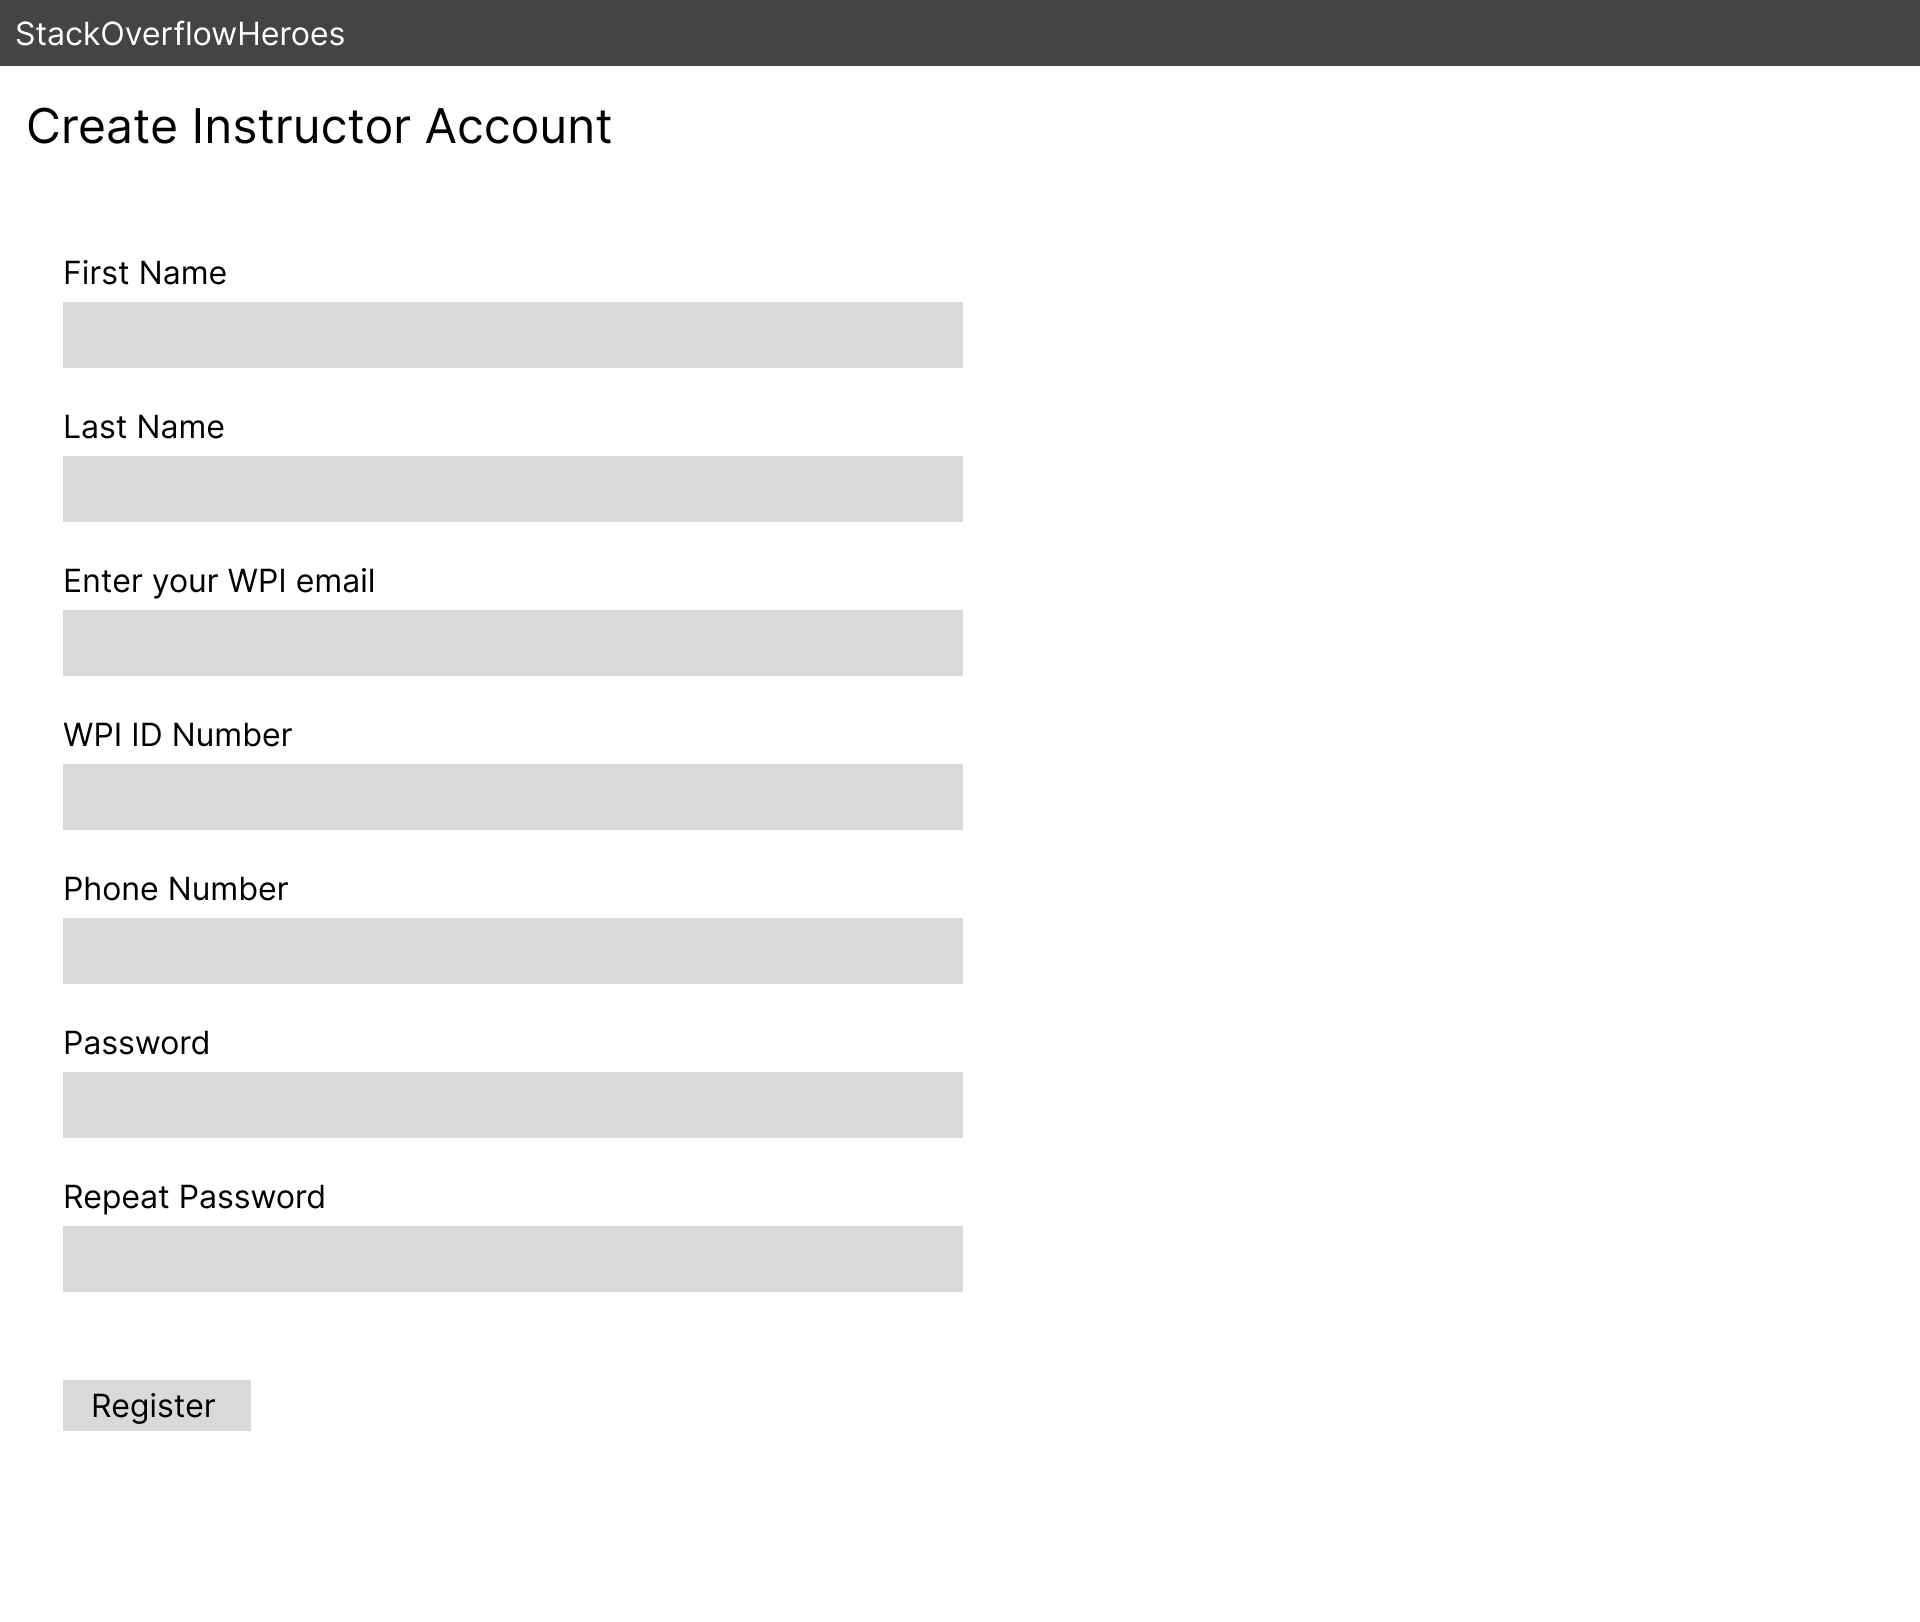 StackOverflowHeroes
Create Instructor Account
First Name
Last Name
Enter your WPI email
WPI ID Number
Phone Number
Password
Repeat Password
Register